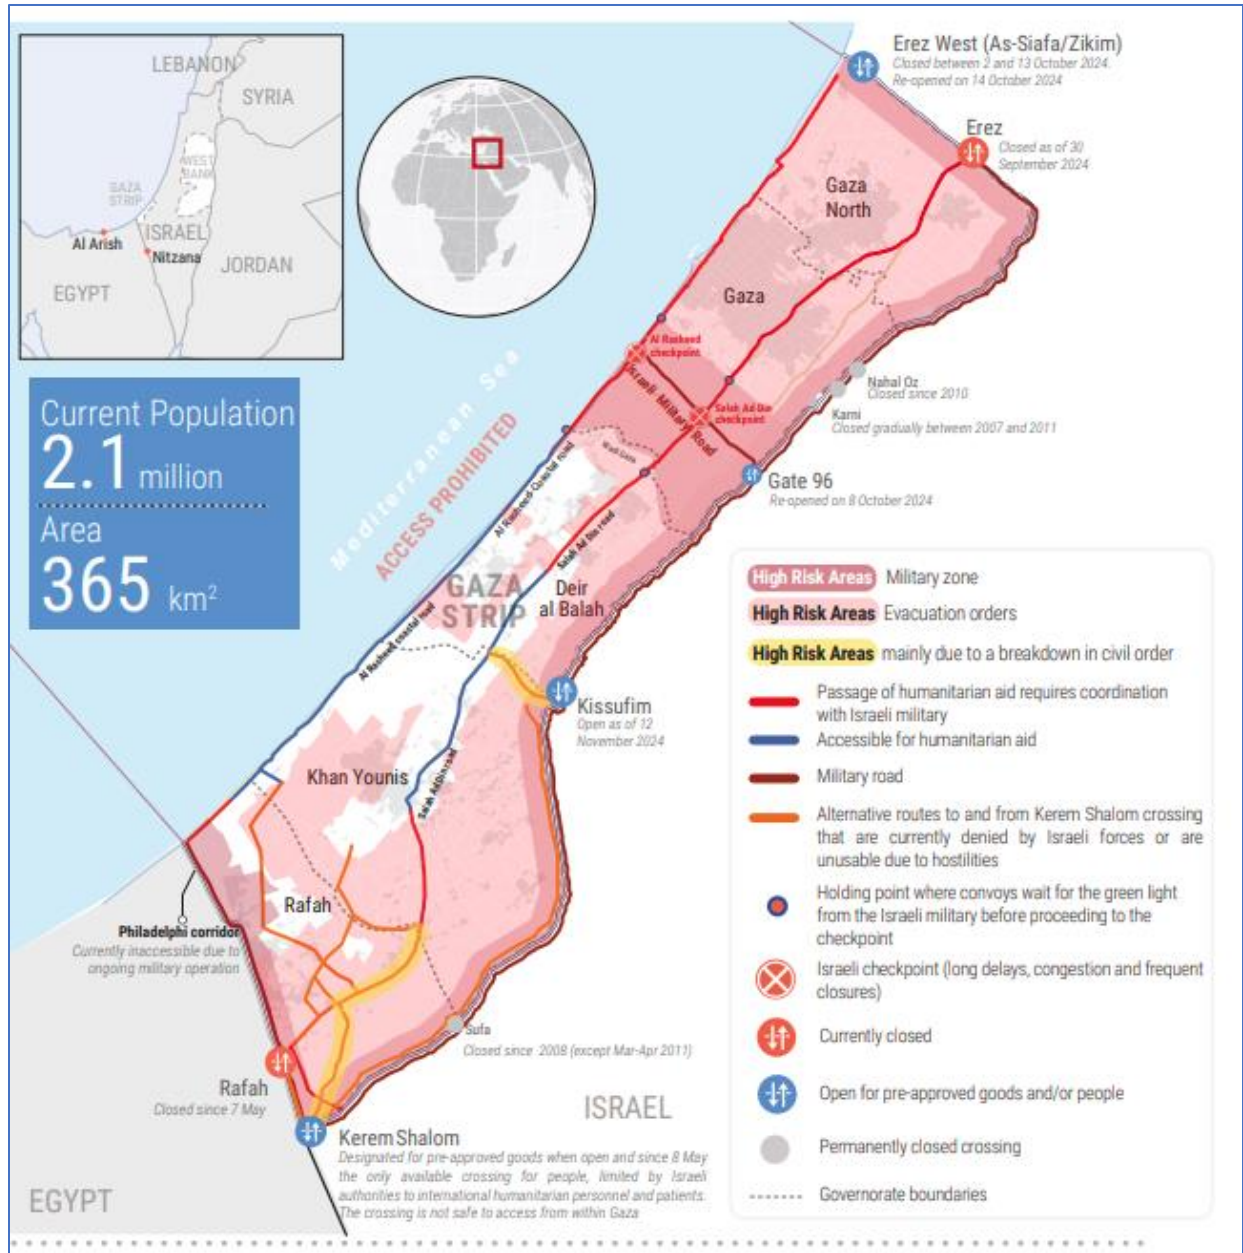 LEBANON
SYRIA
WEST
BANK
GAZA
STRIP
ISRAEL
Al Arish
Nitzana
JORDAN
EGYPT
Erez West (As-Siafa/Zikim)
Closed between 2 and 13 October 2024.
Re-opened on 14 October 2024
Erez
Closed as of 30
September 2024
Gaza
North
Gaza
Al Rasheed
checkpoint
Israeli Military Road
Salah Ad Din
checkpoint
Nahal Oz
Closed since 2010
Karni
Closed gradually between 2007 and 2011
Gate 96
Re-opened on 8 October 2024
Current Population
2.1 million
Area
365 km²
Mediterranean Sea
ACCESS PROHIBITED
Al Rasheed Coastal road
Wadi Gaza
Salah Ad Din road
GAZA
STRIP
Deir
al Balah
Al Rasheed coastal road
Kissufim
Open as of 12
November 2024
Khan Younis
Salah Ad Din road
Rafah
Philadelphi corridor
Currently inaccessible due to
ongoing military operation
Sufa
Closed since 2008 (except Mar-Apr 2011)
Rafah
Closed since 7 May
ISRAEL
Kerem Shalom
Designated for pre-approved goods when open and since 8 May
the only available crossing for people, limited by Israeli
authorities to international humanitarian personnel and patients.
The crossing is not safe to access from within Gaza
EGYPT
High Risk Areas Military zone
High Risk Areas Evacuation orders
High Risk Areas mainly due to a breakdown in civil order
Passage of humanitarian aid requires coordination
with Israeli military
Accessible for humanitarian aid
Military road
Alternative routes to and from Kerem Shalom crossing
that are currently denied by Israeli forces or are
unusable due to hostilities
Holding point where convoys wait for the green light
from the Israeli military before proceeding to the
checkpoint
Israeli checkpoint (long delays, congestion and frequent
closures)
Currently closed
Open for pre-approved goods and/or people
Permanently closed crossing
Governorate boundaries